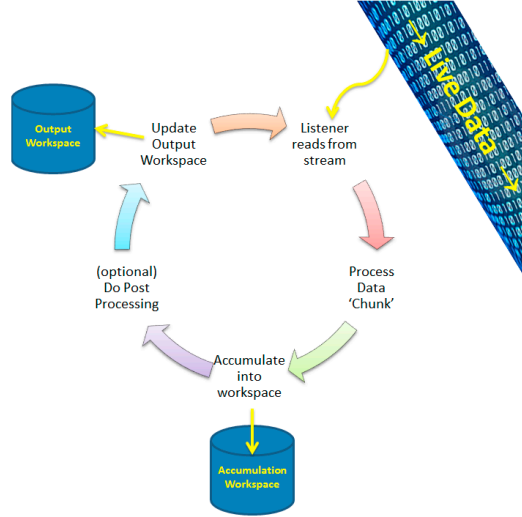 Live Data
Output
Workspace
Update
Output
Workspace
Listener
reads from
stream
(optional)
Do Post
Processing
Process
Data
‘Chunk’
Accumulate
into
workspace
Accumulation
Workspace